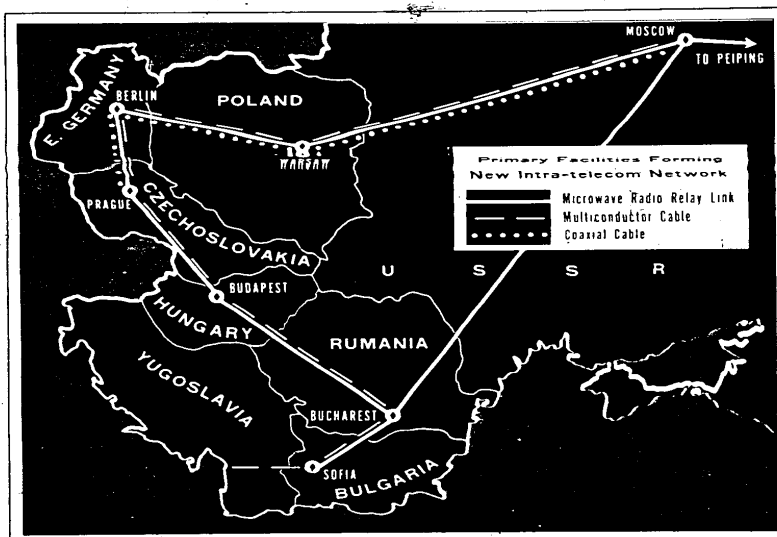 MOSCOW
TO PEIPING
E. GERMANY
BERLIN
POLAND
WARSAW
Primary Facilities Forming
New Intra-telecom Network
Microwave Radio Relay Link
Multiconductor Cable
Coaxial Cable
PRAGUE
CZECHOSLOVAKIA
U S S R
BUDAPEST
HUNGARY
RUMANIA
YUGOSLAVIA
BUCHAREST
SOFIA
BULGARIA